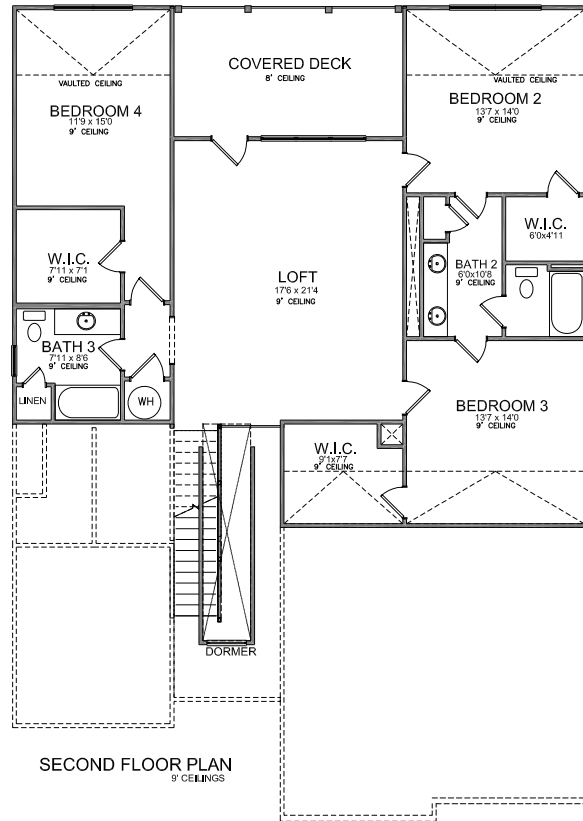 COVERED DECK
8' CEILING
VAULTED CEILING
BEDROOM 4
11'9 x 15'0
9' CEILING
VAULTED CEILING
BEDROOM 2
13'7 x 14'0
9' CEILING
W.I.C.
7'11 x 7'1
9' CEILING
LOFT
17'6 x 21'4
9' CEILING
W.I.C.
6'0x4'11
BATH 2
6'0x10'8
9' CEILING
BATH 3
7'11 x 8'6
9' CEILING
LINEN
WH
BEDROOM 3
13'7 x 14'0
9' CEILING
W.I.C.
9'1x7'7
9' CEILING
DORMER
SECOND FLOOR PLAN
9' CEILINGS